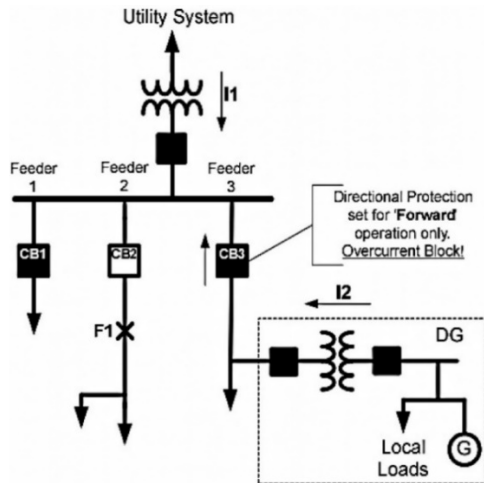 Utility System
I1
Feeder
1
Feeder
2
Feeder
3
CB1
CB2
CB3
Directional Protection
set for 'Forward'
operation only.
Overcurrent Block!
F1
I2
DG
Local
Loads
G